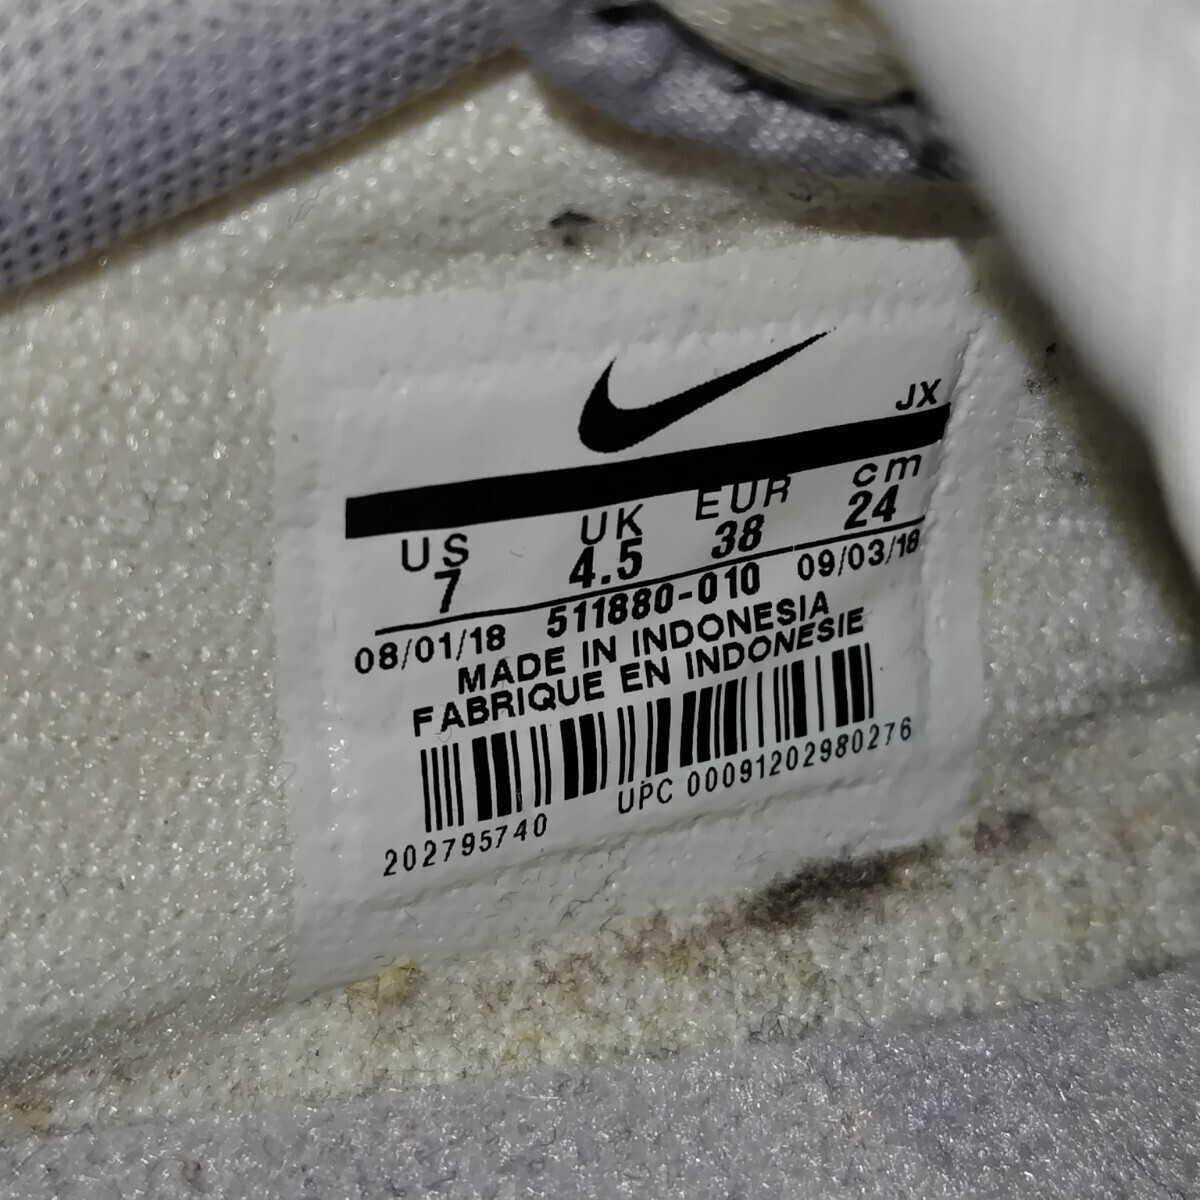 JX
US UK EUR cm
7 4.5 38 24
08/01/18 511880-010 09/03/18
MADE IN INDONESIA
FABRIQUE EN INDONESIE
202795740 UPC 00091202980276